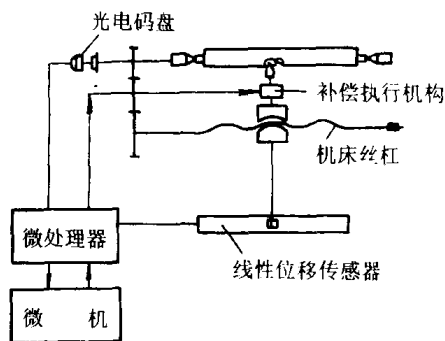 光电码盘
补偿执行机构
机床丝杠
微处理器
线性位移传感器
微 机